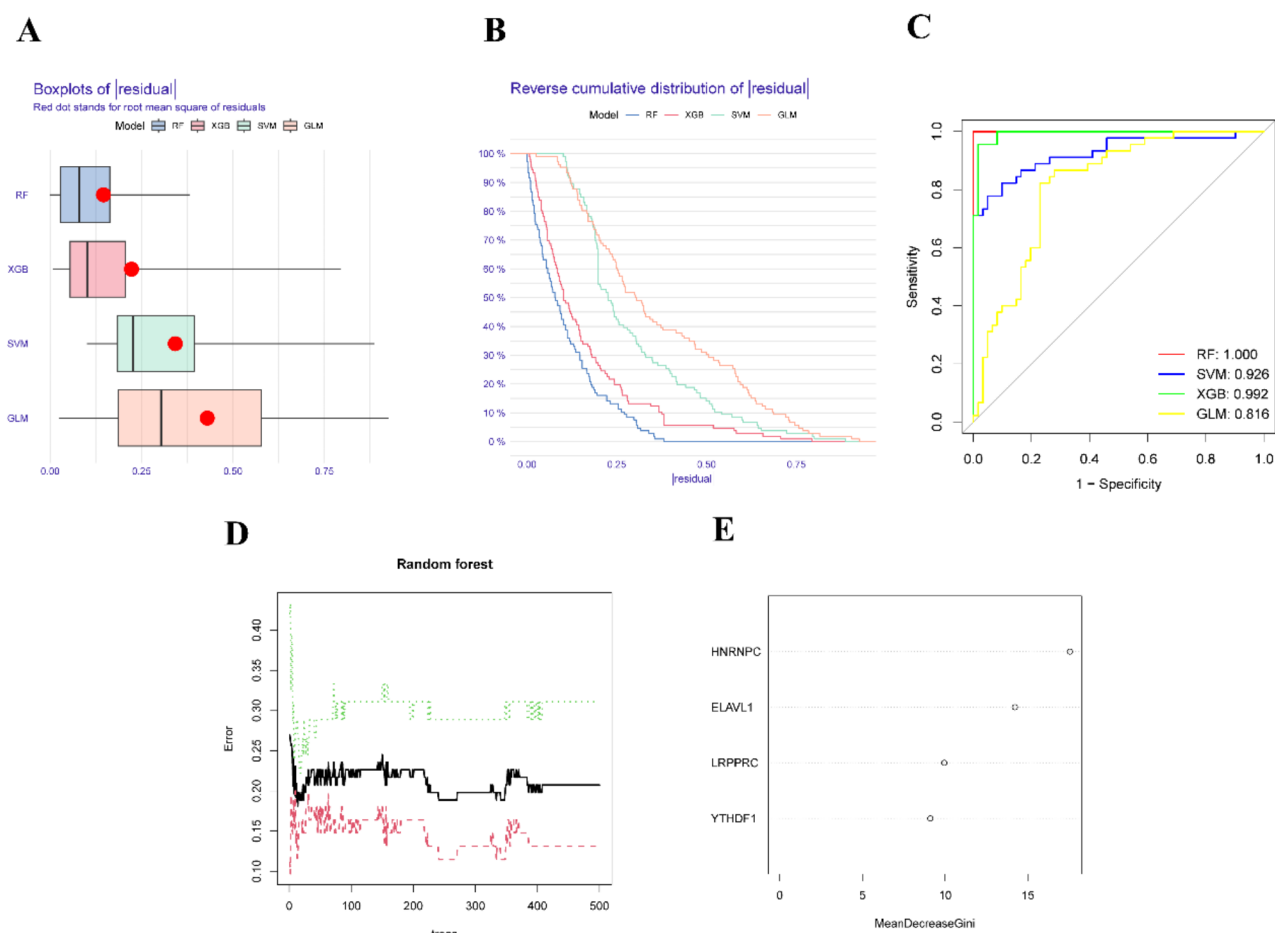 A
Boxplots of |residual|
Red dot stands for root mean square of residuals
Model RF XGB SVM GLM
RF
XGB
SVM
GLM
0.00 0.25 0.50 0.75
B
Reverse cumulative distribution of |residual|
Model RF XGB SVM GLM
100 %
90 %
80 %
70 %
60 %
50 %
40 %
30 %
20 %
10 %
0 %
0.00 0.25 0.50 0.75
|residual
C
Sensitivity
1.0
0.8
0.6
0.4
0.2
0.0
RF: 1.000
SVM: 0.926
XGB: 0.992
GLM: 0.816
0.0 0.2 0.4 0.6 0.8 1.0
1 − Specificity
D
Random forest
Error
0.40
0.35
0.30
0.25
0.20
0.15
0.10
0 100 200 300 400 500
E
HNRNPC
ELAVL1
LRPPRC
YTHDF1
0 5 10 15
MeanDecreaseGini